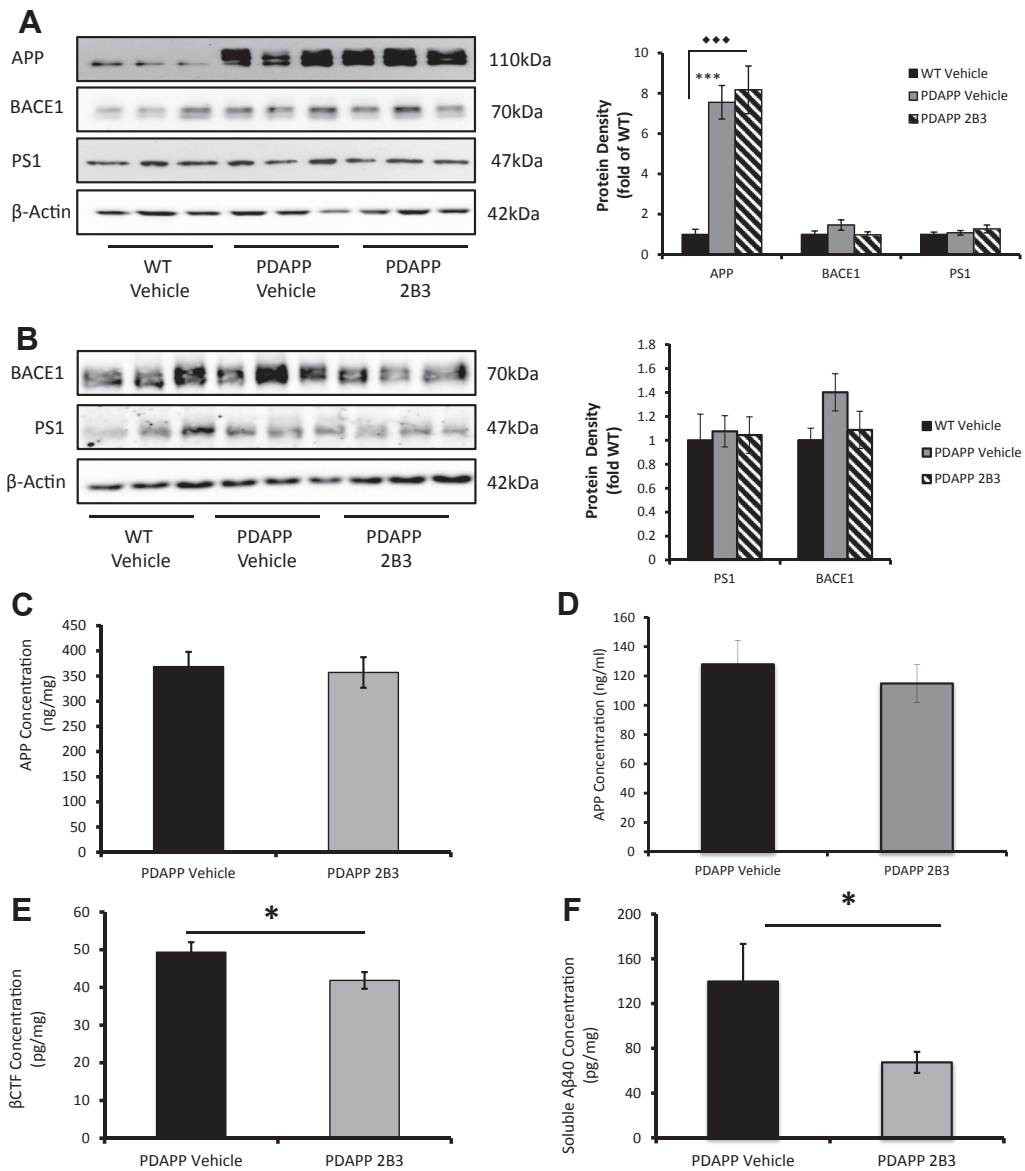 A
APP
110kDa
BACE1
70kDa
PS1
47kDa
β-Actin
42kDa
WT
Vehicle
PDAPP
Vehicle
PDAPP
2B3
Protein Density
(fold of WT)
10
8
6
4
2
0
***
◆◆◆
APP
BACE1
PS1
WT Vehicle
PDAPP Vehicle
PDAPP 2B3
B
BACE1
70kDa
PS1
47kDa
β-Actin
42kDa
WT
Vehicle
PDAPP
Vehicle
PDAPP
2B3
Protein Density
(fold WT)
1.8
1.6
1.4
1.2
1
0.8
0.6
0.4
0.2
0
PS1
BACE1
WT Vehicle
PDAPP Vehicle
PDAPP 2B3
C
APP Concentration
(ng/mg)
450
400
350
300
250
200
150
100
50
0
PDAPP Vehicle
PDAPP 2B3
D
APP Concentration (ng/ml)
160
140
120
100
80
60
40
20
0
PDAPP Vehicle
PDAPP 2B3
E
βCTF Concentration
(pg/mg)
60
50
40
30
20
10
0
*
PDAPP Vehicle
PDAPP 2B3
F
Soluble Aβ40 Concentration
(pg/mg)
200
160
120
80
40
0
*
PDAPP Vehicle
PDAPP 2B3